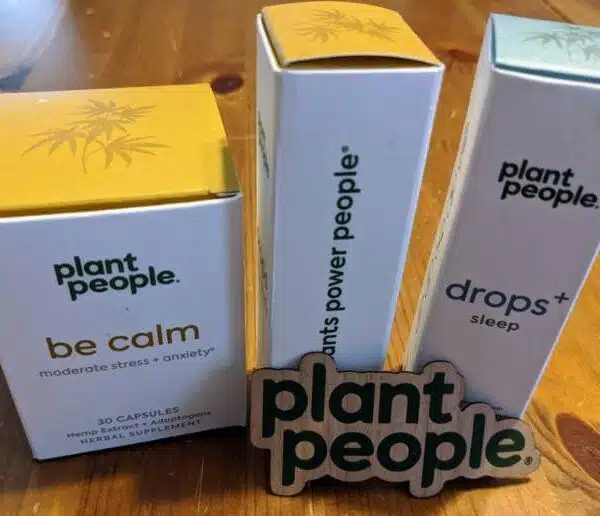 plant
people.
be calm
moderate stress + anxiety*
30 CAPSULES
Hemp Extract • Adaptogens
HERBAL SUPPLEMENT
ants power people®
plant
people.
drops+
sleep
plant
people.®